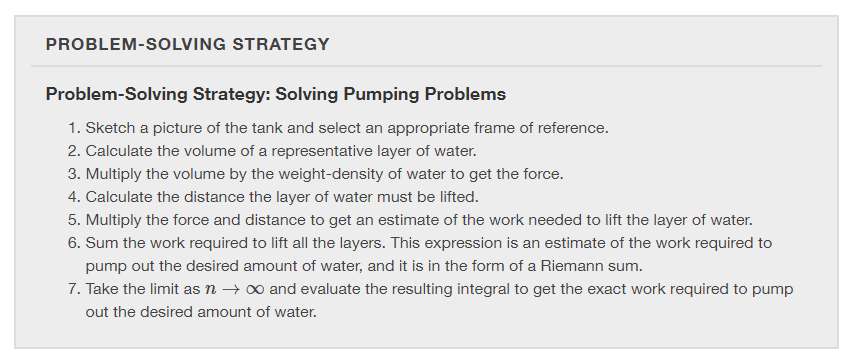 PROBLEM-SOLVING STRATEGY
Problem-Solving Strategy: Solving Pumping Problems
1. Sketch a picture of the tank and select an appropriate frame of reference.
2. Calculate the volume of a representative layer of water.
3. Multiply the volume by the weight-density of water to get the force.
4. Calculate the distance the layer of water must be lifted.
5. Multiply the force and distance to get an estimate of the work needed to lift the layer of water.
6. Sum the work required to lift all the layers. This expression is an estimate of the work required to
pump out the desired amount of water, and it is in the form of a Riemann sum.
7. Take the limit as n → ∞ and evaluate the resulting integral to get the exact work required to pump
out the desired amount of water.